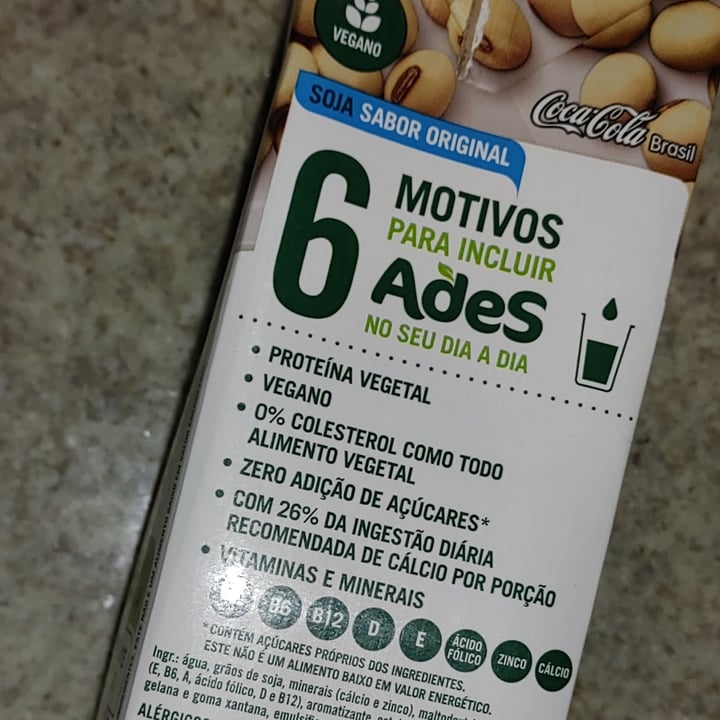 VEGANO
Coca-Cola Brasil
SOJA SABOR ORIGINAL
6 MOTIVOS
PARA INCLUIR
AdeS
NO SEU DIA A DIA
• PROTEÍNA VEGETAL
• VEGANO
• 0% COLESTEROL COMO TODO
ALIMENTO VEGETAL
• ZERO ADIÇÃO DE AÇÚCARES*
• COM 26% DA INGESTÃO DIÁRIA
RECOMENDADA DE CÁLCIO POR PORÇÃO
• VITAMINAS E MINERAIS
B6 B12 D E ÁCIDO FÓLICO ZINCO CÁLCIO
*CONTÉM AÇÚCARES PRÓPRIOS DOS INGREDIENTES.
ESTE NÃO É UM ALIMENTO BAIXO EM VALOR ENERGÉTICO.
Ingr.: água, grãos de soja, minerais (cálcio e zinco),
(E, B6, A, ácido fólico, D e B12), aromatizante,
gelana e goma xantana,